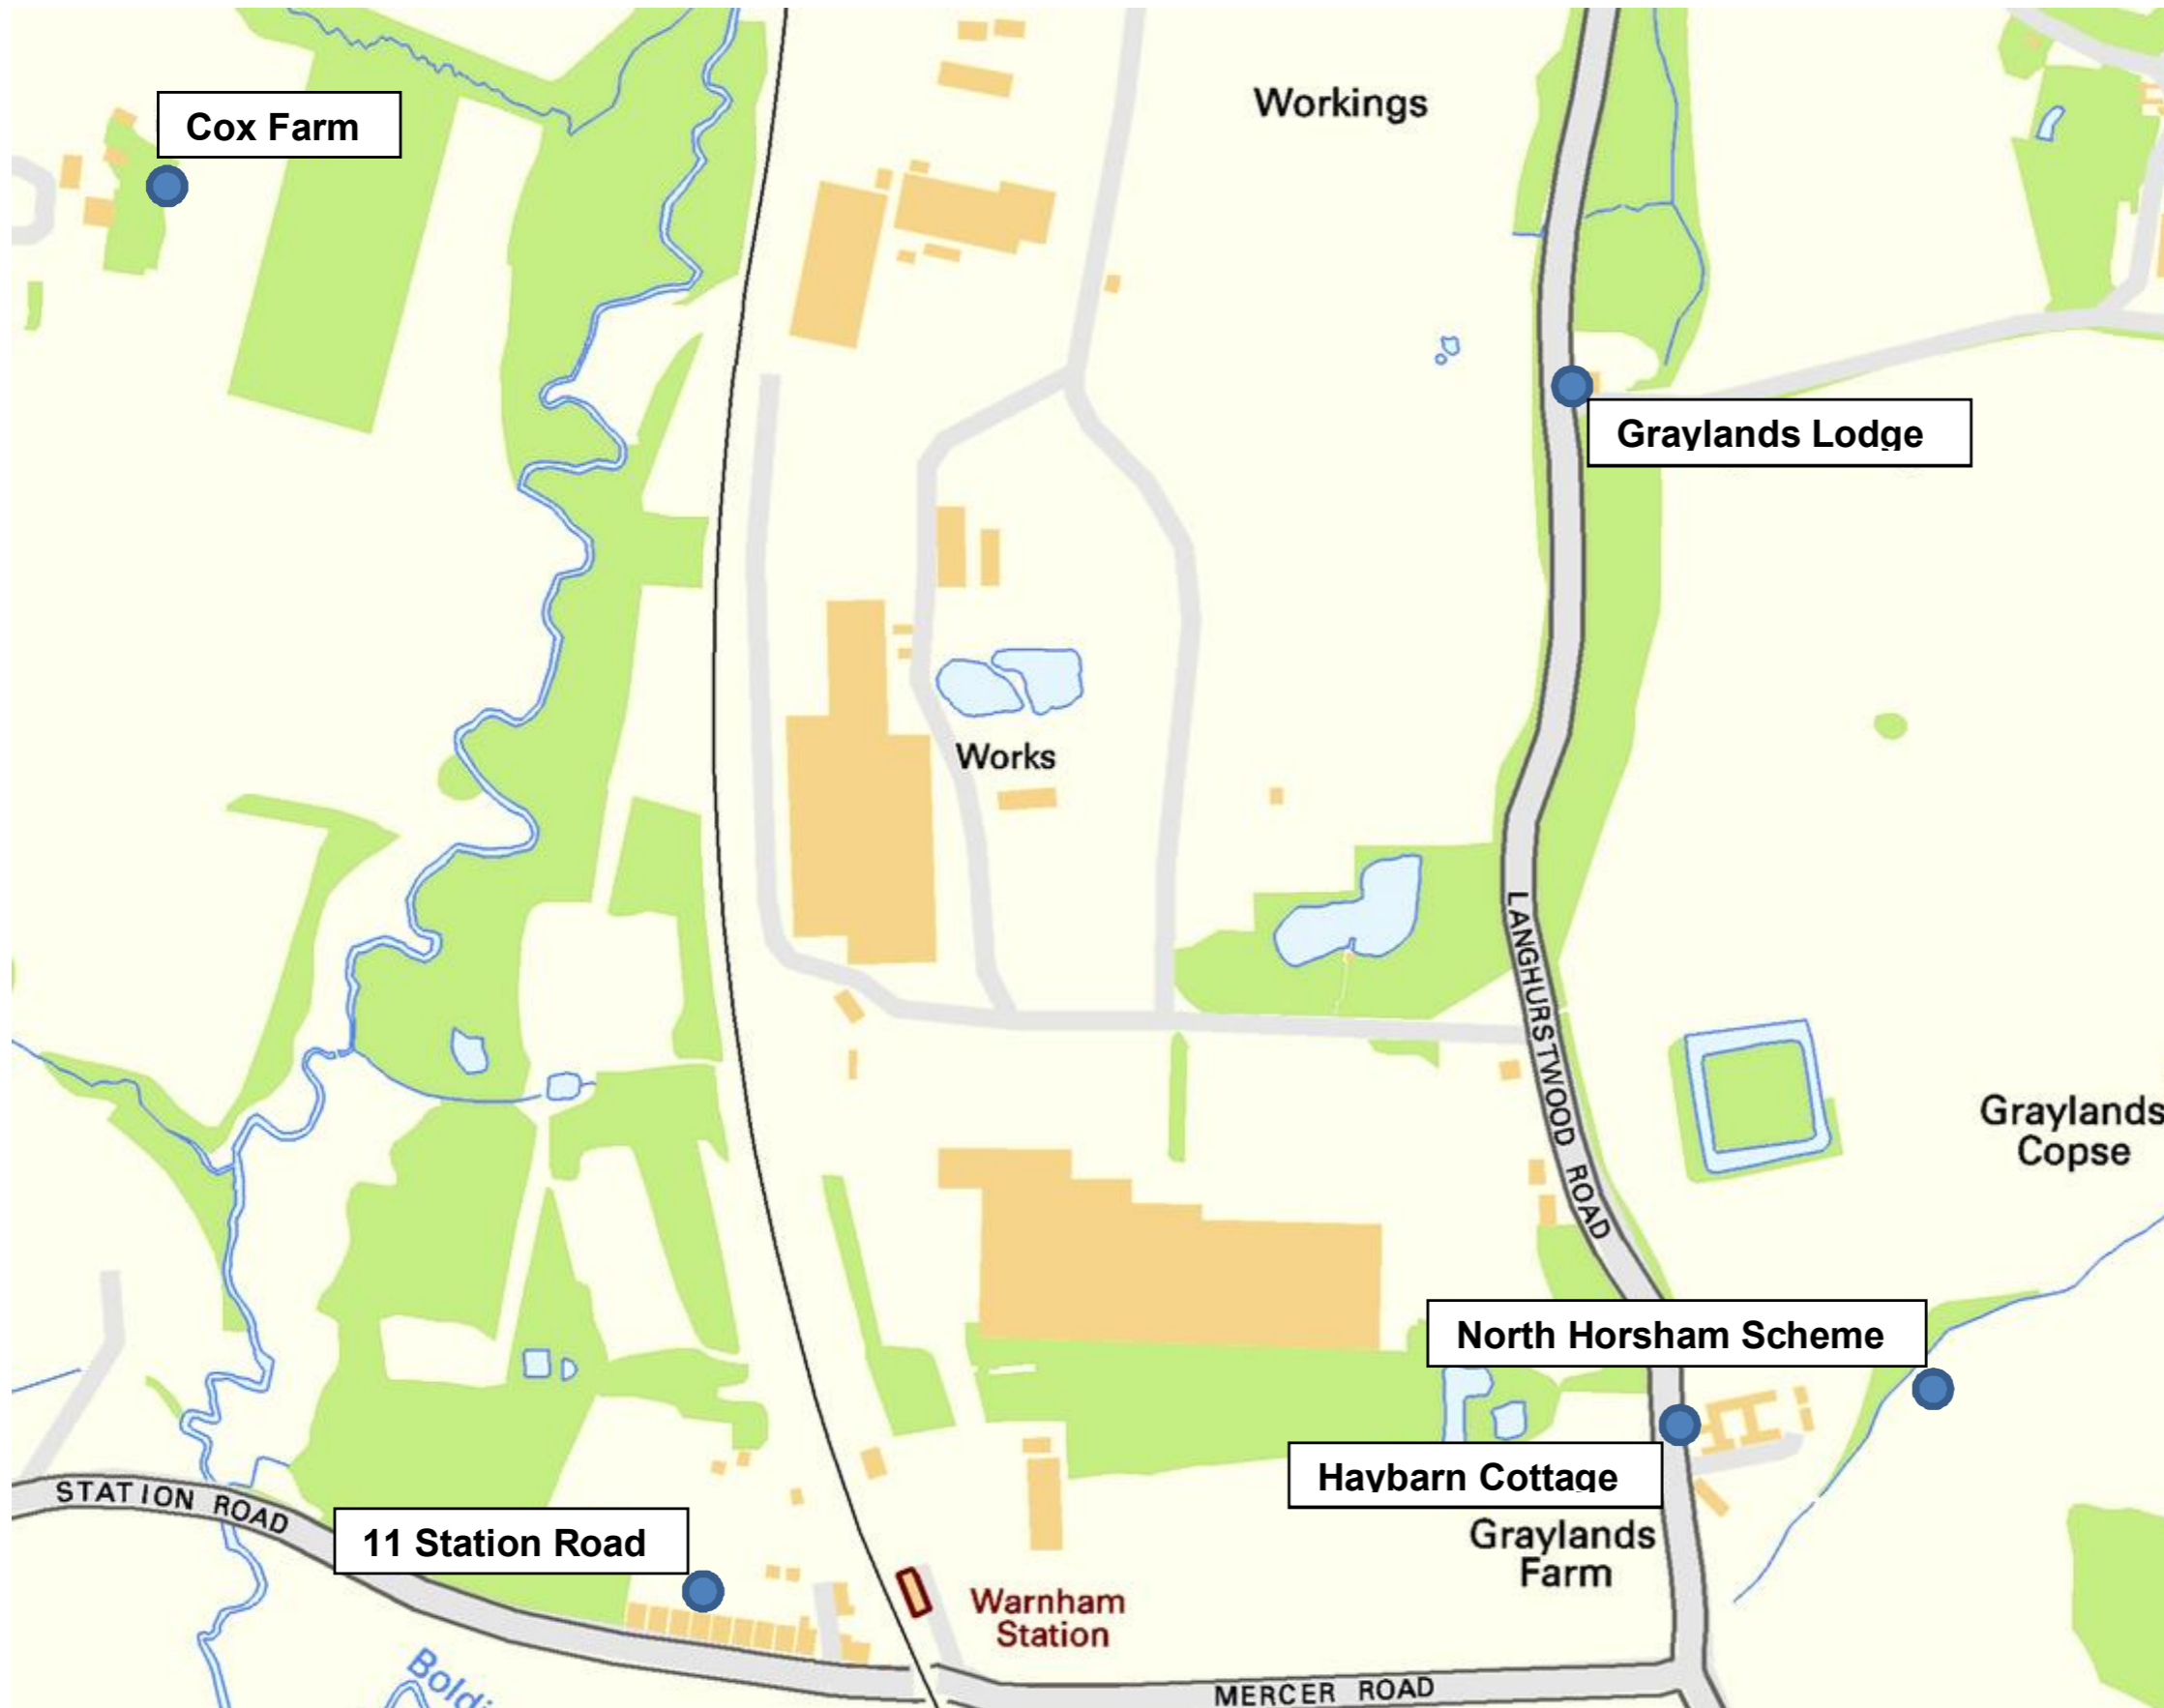 Workings
Cox Farm
Graylands Lodge
Works
LANGHURSTWOOD ROAD
Graylands
Copse
North Horsham Scheme
Haybarn Cottage
STATION ROAD
11 Station Road
Graylands
Farm
Warnham
Station
MERCER ROAD